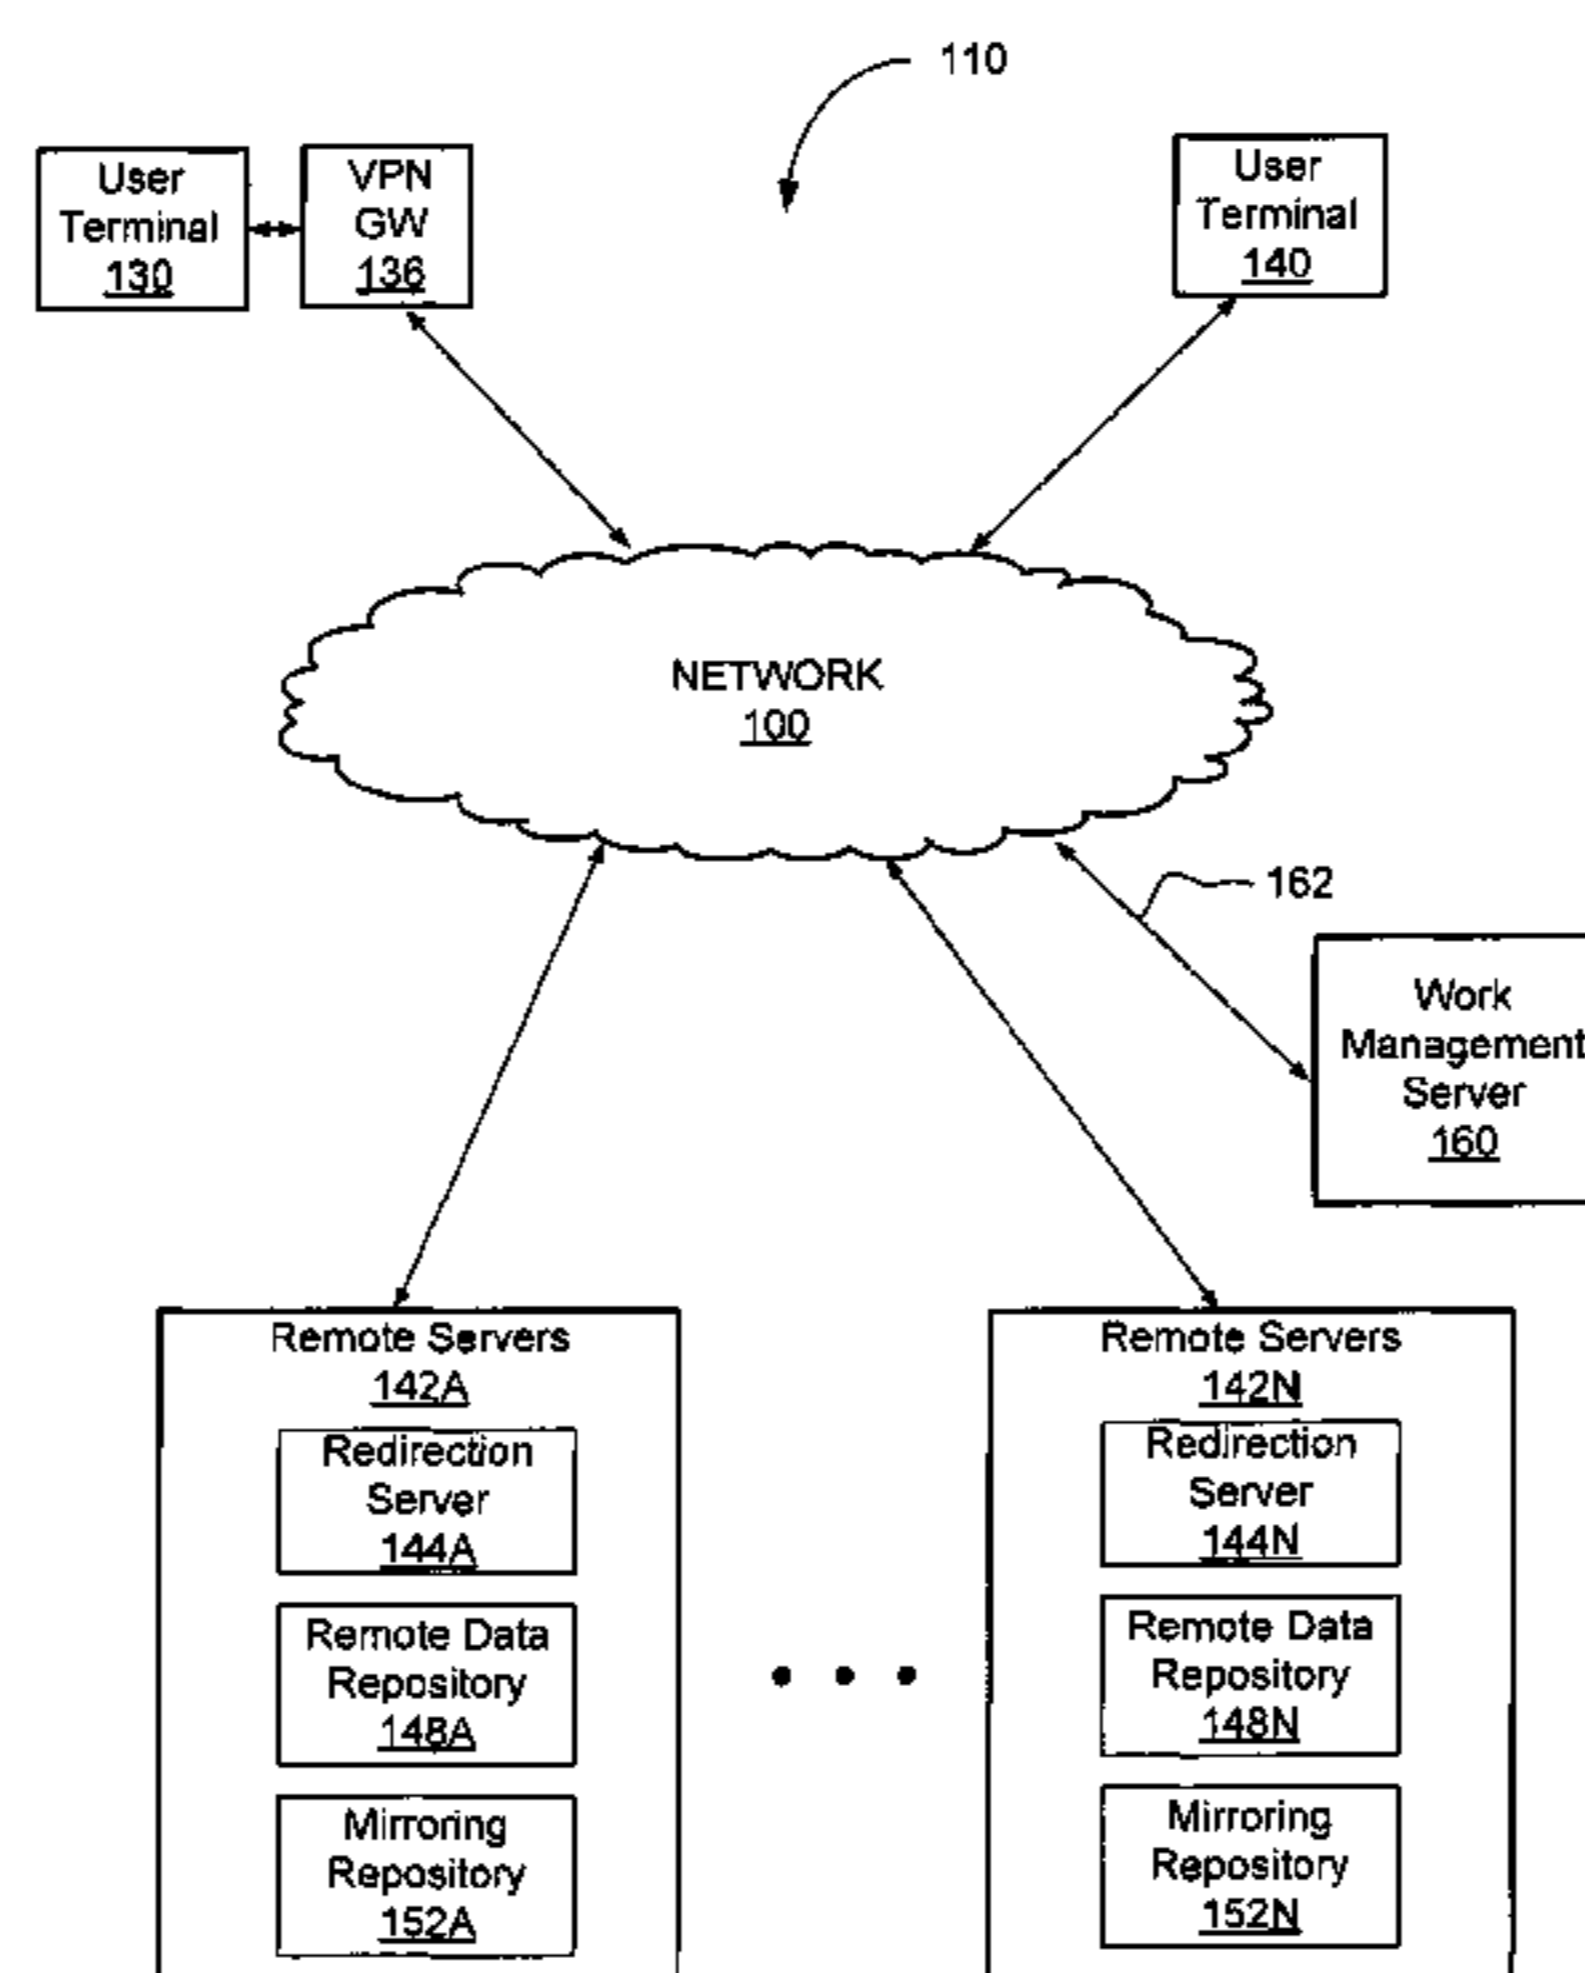 110
User
Terminal
130
VPN
GW
136
User
Terminal
140
NETWORK
100
162
Work
Management
Server
160
Remote Servers
142A
Redirection
Server
144A
Remote Data
Repository
148A
Mirroring
Repository
152A
Remote Servers
142N
Redirection
Server
144N
Remote Data
Repository
148N
Mirroring
Repository
152N